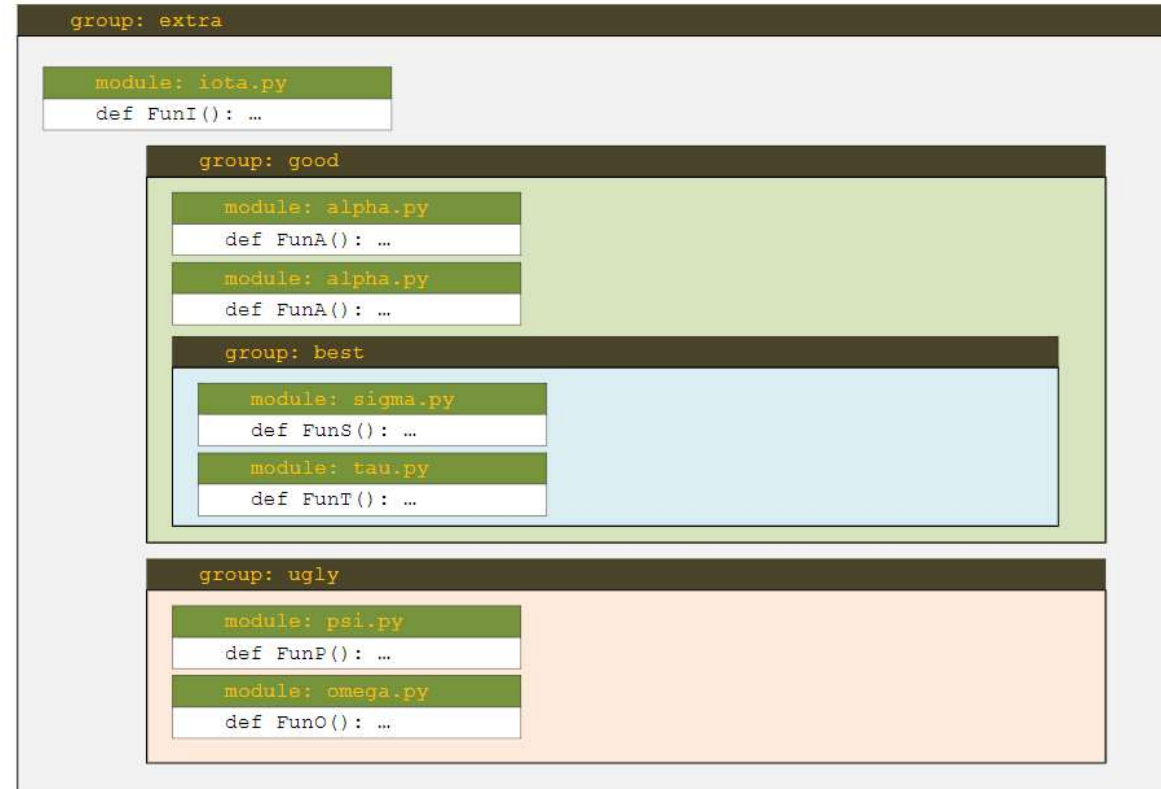 group: extra
module: iota.py
def FunI(): …
group: good
module: alpha.py
def FunA(): …
module: alpha.py
def FunA(): …
group: best
module: sigma.py
def FunS(): …
module: tau.py
def FunT(): …
group: ugly
module: psi.py
def FunP(): …
module: omega.py
def FunO(): …